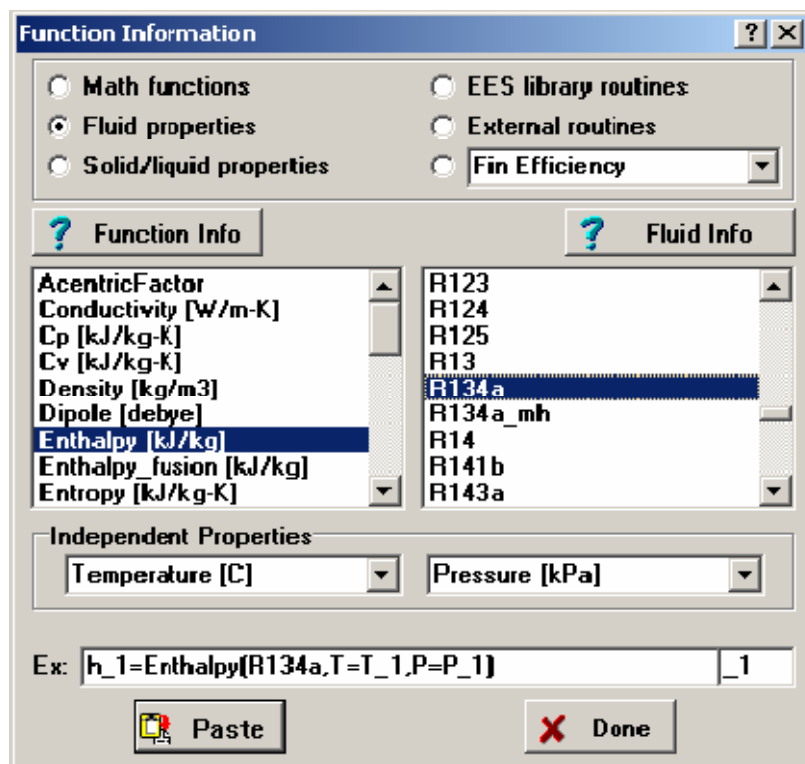 Function Information
Math functions
EES library routines
Fluid properties
External routines
Solid/liquid properties
Fin Efficiency
? Function Info
? Fluid Info
AcentricFactor
Conductivity [W/m-K]
Cp [kJ/kg-K]
Cv [kJ/kg-K]
Density [kg/m3]
Dipole [debye]
Enthalpy [kJ/kg]
Enthalpy_fusion [kJ/kg]
Entropy [kJ/kg-K]
R123
R124
R125
R13
R134a
R134a_mh
R14
R141b
R143a
Independent Properties
Temperature [C]
Pressure [kPa]
Ex: h_1=Enthalpy(R134a,T=T_1,P=P_1)
_1
Paste
Done